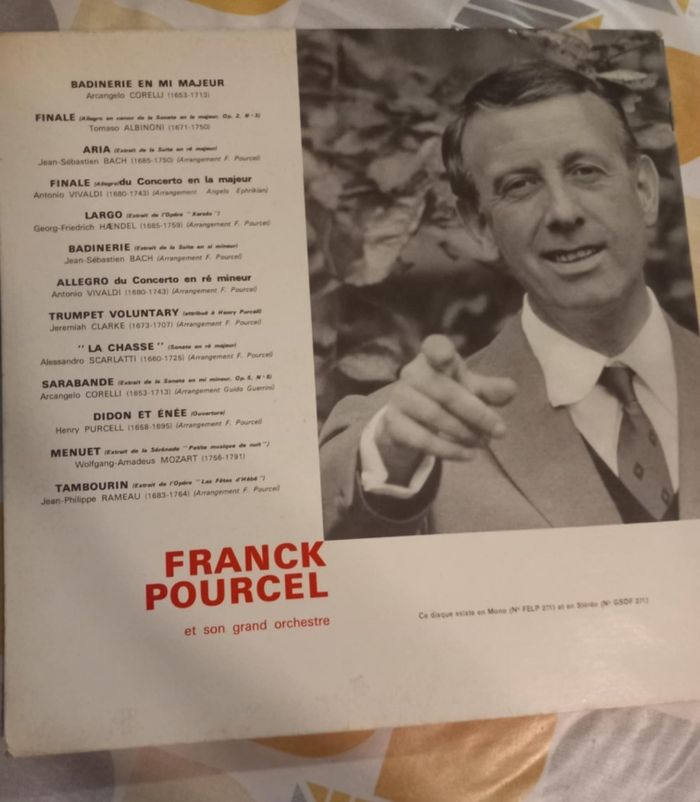 BADINERIE EN MI MAJEUR
Arcangelo CORELLI (1653-1713)
FINALE (Allegro en canon de la Sonate en la majeur, Op. 2, N° 3)
Tomaso ALBINONI (1671-1750)
ARIA (Extrait de la Suite en ré majeur)
Jean-Sébastien BACH (1685-1750) (Arrangement F. Pourcel)
FINALE (Allegro) du Concerto en la majeur
Antonio VIVALDI (1680-1743) (Arrangement Angelo Ephrikian)
LARGO (Extrait de l'Opéra "Xerxès")
Georg-Friedrich HÆNDEL (1685-1759) (Arrangement F. Pourcel)
BADINERIE (Extrait de la Suite en si mineur)
Jean-Sébastien BACH (Arrangement F. Pourcel)
ALLEGRO du Concerto en ré mineur
Antonio VIVALDI (1680-1743) (Arrangement F. Pourcel)
TRUMPET VOLUNTARY (attribué à Henry Purcell)
Jeremiah CLARKE (1673-1707) (Arrangement F. Pourcel)
"LA CHASSE" (Sonate en ré majeur)
Alessandro SCARLATTI (1660-1725) (Arrangement F. Pourcel)
SARABANDE (Extrait de la Sonate en mi mineur, Op. 5, N° 8)
Arcangelo CORELLI (1653-1713) (Arrangement Guido Guerrini)
DIDON ET ÉNÉE (Ouverture)
Henry PURCELL (1658-1695) (Arrangement F. Pourcel)
MENUET (Extrait de la Sérénade "Petite musique de nuit")
Wolfgang-Amadeus MOZART (1756-1791)
TAMBOURIN (Extrait de l'Opéra "Les Fêtes d'Hébé")
Jean-Philippe RAMEAU (1683-1764) (Arrangement F. Pourcel)
FRANCK
POURCEL
et son grand orchestre
Ce disque existe en Mono (N° FELP 271) et en Stéréo (N° GSDF 271)